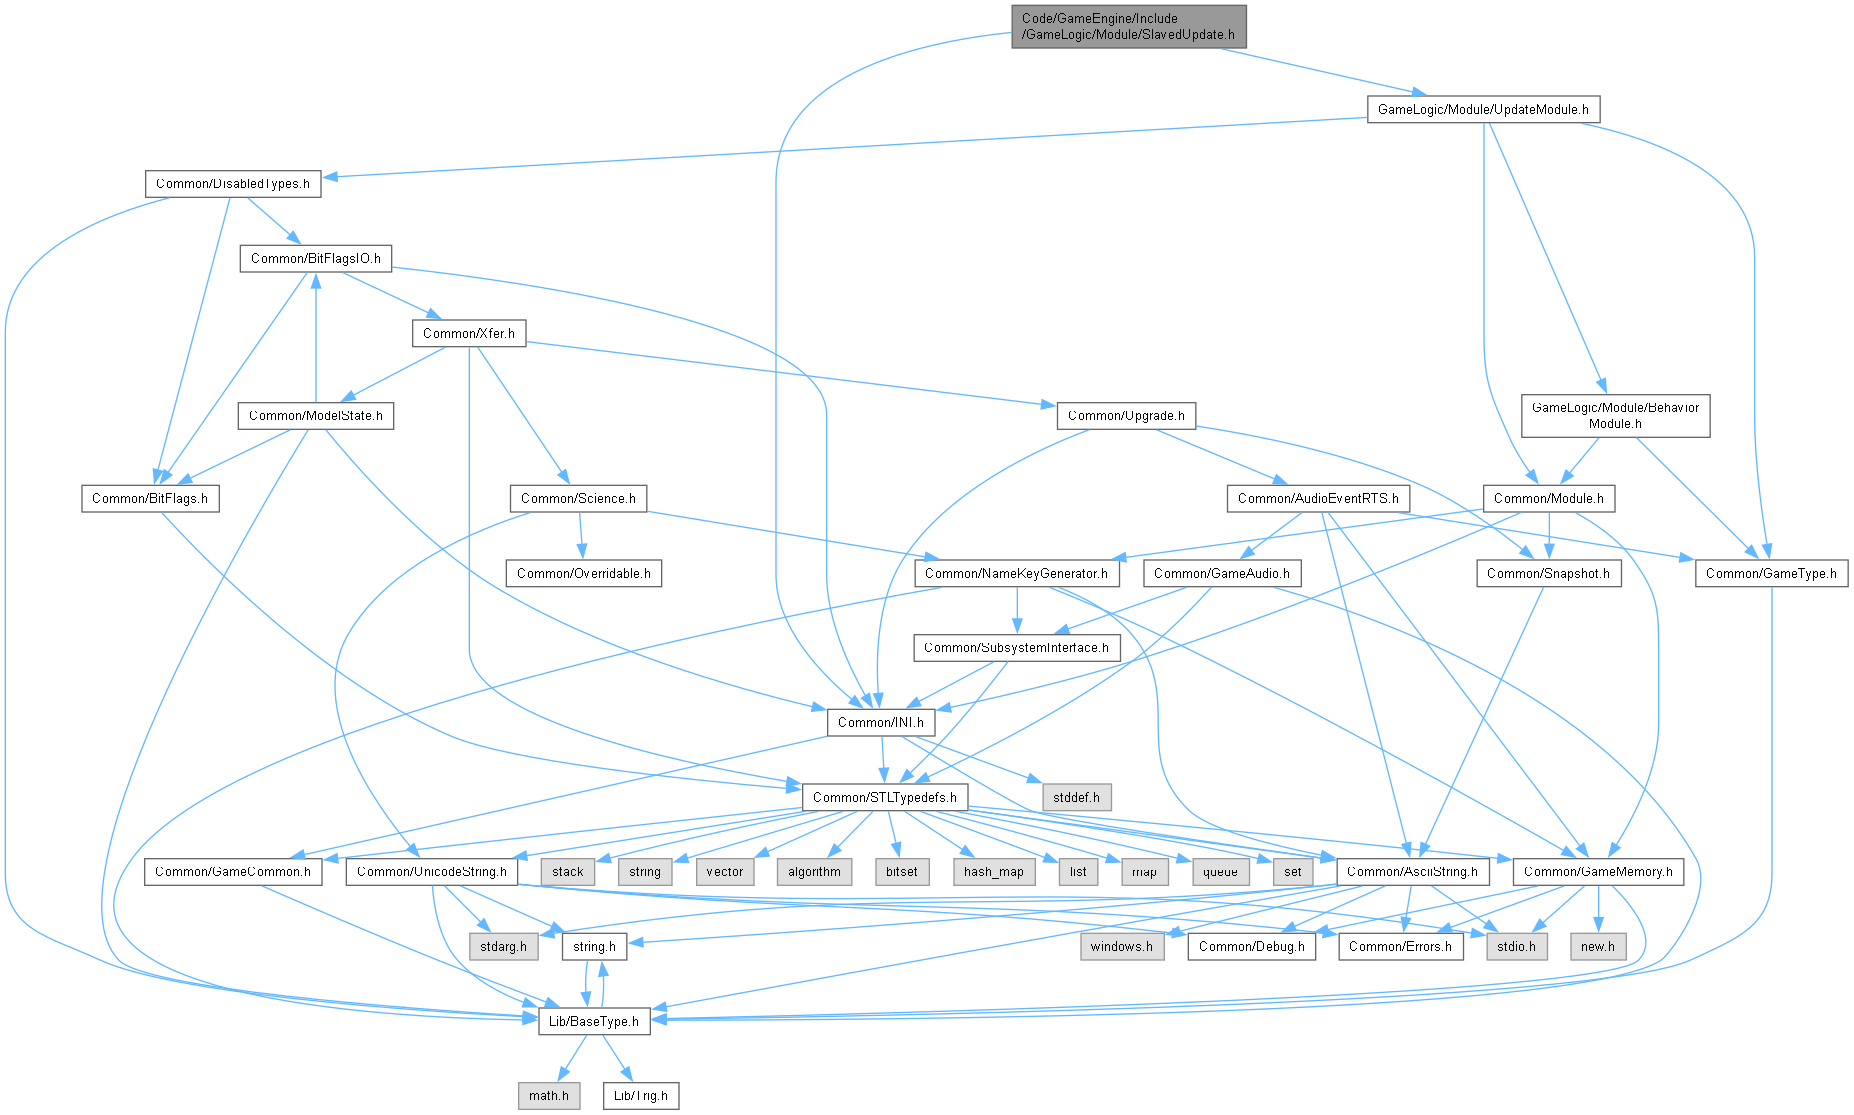 Code/GameEngine/Include
/GameLogic/Module/SlavedUpdate.h
GameLogic/Module/UpdateModule.h
Common/DisabledTypes.h
Common/BitFlagsIO.h
Common/Xfer.h
Common/ModelState.h
Common/Upgrade.h
GameLogic/Module/Behavior
Module.h
Common/BitFlags.h
Common/Science.h
Common/AudioEventRTS.h
Common/Module.h
Common/Overridable.h
Common/NameKeyGenerator.h
Common/GameAudio.h
Common/Snapshot.h
Common/GameType.h
Common/SubsystemInterface.h
Common/INI.h
Common/STLTypedefs.h
stddef.h
Common/GameCommon.h
Common/UnicodeString.h
stack
string
vector
algorithm
bitset
hash_map
list
map
queue
set
Common/AsciiString.h
Common/GameMemory.h
stdarg.h
string.h
windows.h
Common/Debug.h
Common/Errors.h
stdio.h
new.h
Lib/BaseType.h
math.h
Lib/Trig.h